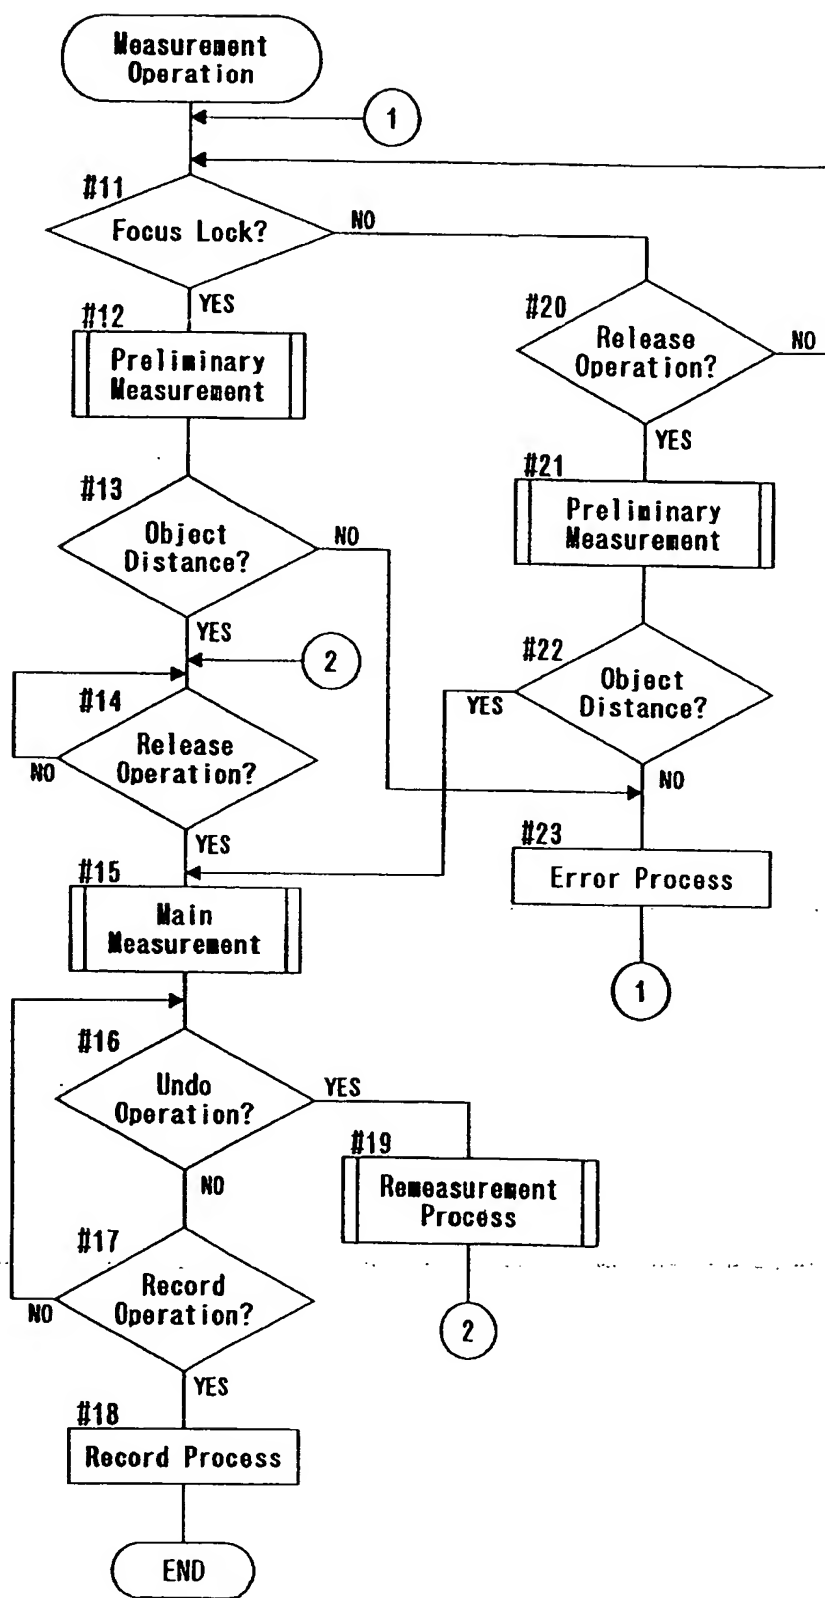 Measurement
Operation
1
#11
Focus Lock?
NO
YES
#12
Preliminary
Measurement
#13
Object
Distance?
NO
YES
2
#14
Release
Operation?
NO
YES
#15
Main
Measurement
#16
Undo
Operation?
YES
NO
#17
Record
Operation?
NO
YES
#18
Record Process
END
#19
Remeasurement
Process
2
#20
Release
Operation?
NO
YES
#21
Preliminary
Measurement
#22
Object
Distance?
YES
NO
#23
Error Process
1